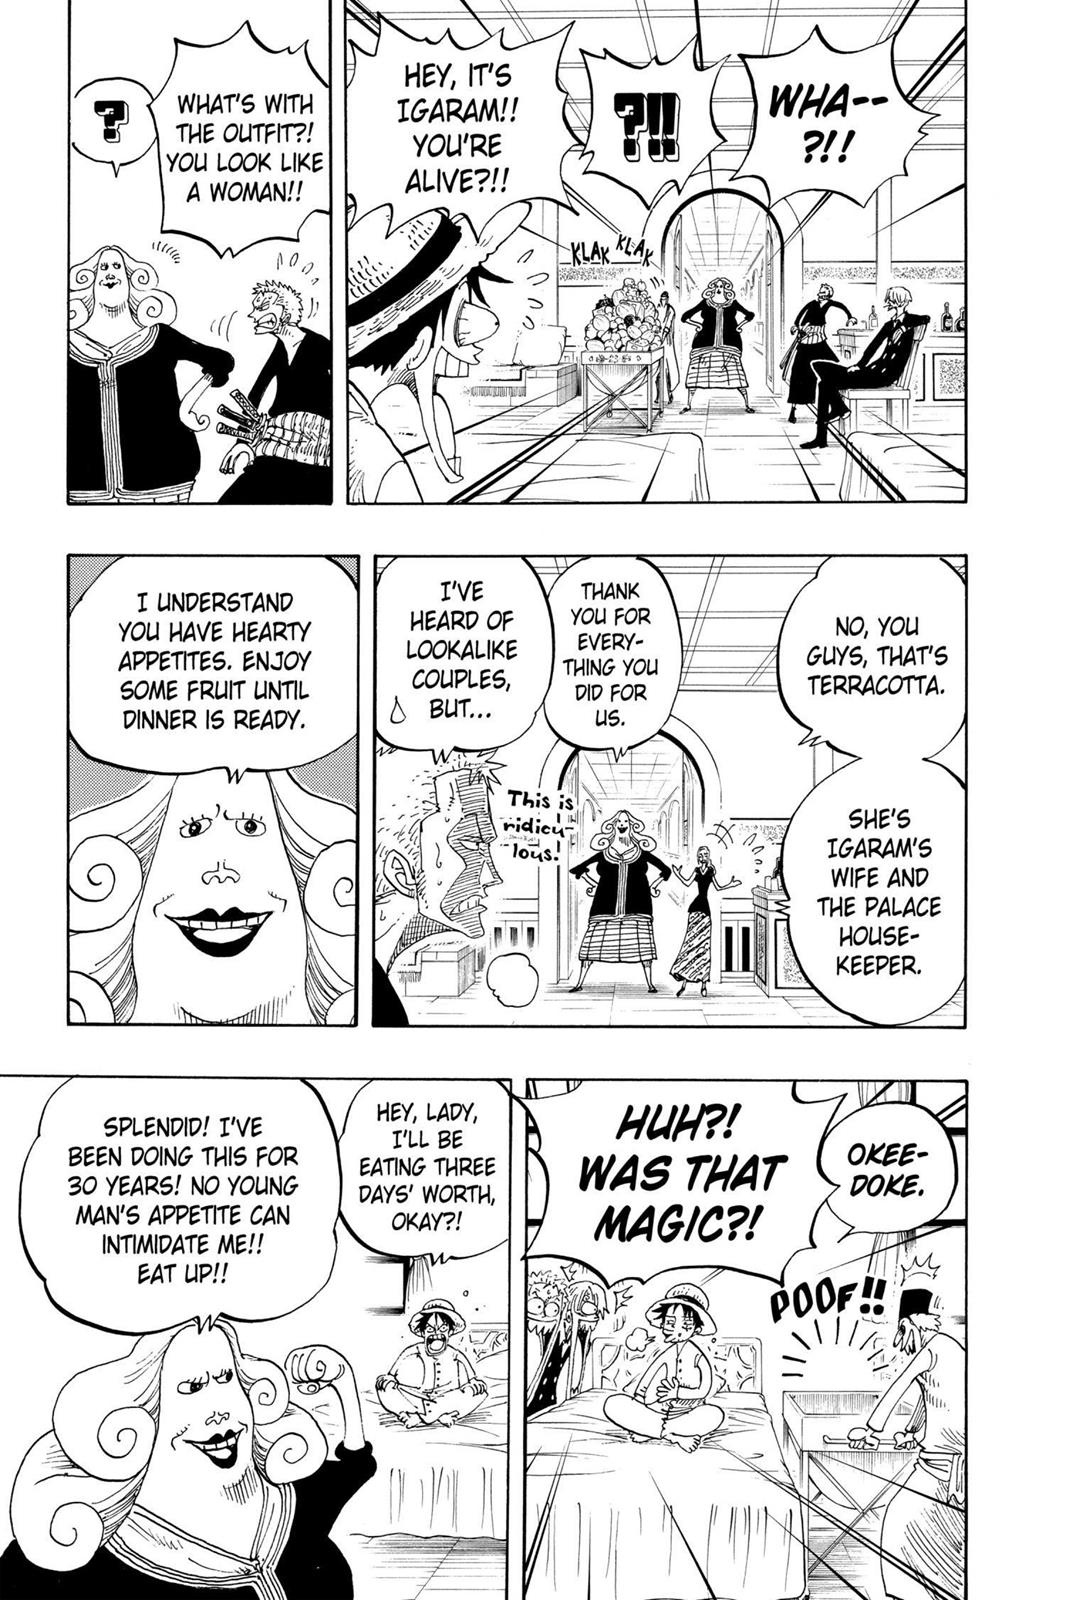 WHA--
?!!
?!!
HEY, IT'S
IGARAM!!
YOU'RE
ALIVE?!!
KLAK
KLAK
WHAT'S WITH
THE OUTFIT?!
YOU LOOK LIKE
A WOMAN!!
?
NO, YOU
GUYS, THAT'S
TERRACOTTA.
SHE'S
IGARAM'S
WIFE AND
THE PALACE
HOUSE-
KEEPER.
THANK
YOU FOR
EVERY-
THING YOU
DID FOR
US.
I'VE
HEARD OF
LOOKALIKE
COUPLES,
BUT...
This is
ridicu-
-lous!
I UNDERSTAND
YOU HAVE HEARTY
APPETITES. ENJOY
SOME FRUIT UNTIL
DINNER IS READY.
OKEE-
DOKE.
POOF!!
HUH?!
WAS THAT
MAGIC?!
HEY, LADY,
I'LL BE
EATING THREE
DAYS' WORTH,
OKAY?!
SPLENDID! I'VE
BEEN DOING THIS FOR
30 YEARS! NO YOUNG
MAN'S APPETITE CAN
INTIMIDATE ME!!
EAT UP!!